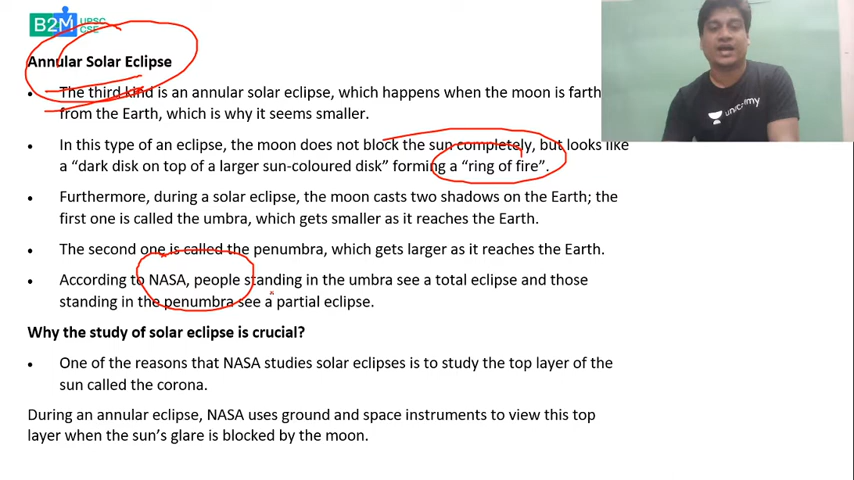 B2M UPSC
CSE
Annular Solar Eclipse
• The third kind is an annular solar eclipse, which happens when the moon is farth
from the Earth, which is why it seems smaller.
• In this type of an eclipse, the moon does not block the sun completely, but looks like
a “dark disk on top of a larger sun-coloured disk” forming a “ring of fire”.
• Furthermore, during a solar eclipse, the moon casts two shadows on the Earth; the
first one is called the umbra, which gets smaller as it reaches the Earth.
• The second one is called the penumbra, which gets larger as it reaches the Earth.
• According to NASA, people standing in the umbra see a total eclipse and those
standing in the penumbra see a partial eclipse.
Why the study of solar eclipse is crucial?
• One of the reasons that NASA studies solar eclipses is to study the top layer of the
sun called the corona.
During an annular eclipse, NASA uses ground and space instruments to view this top
layer when the sun’s glare is blocked by the moon.
unacademy